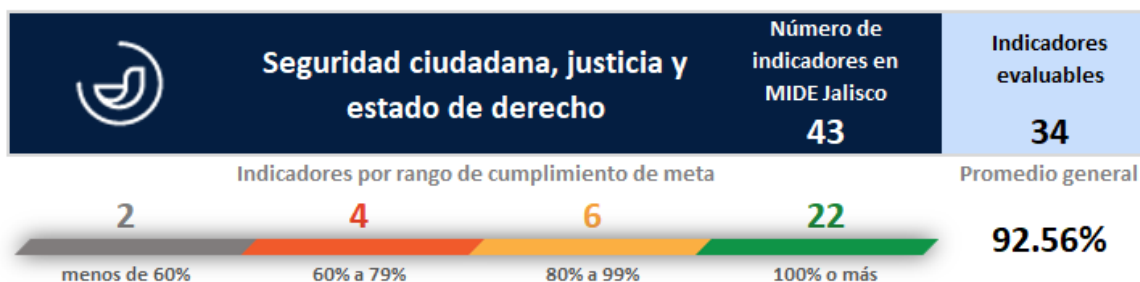 Seguridad ciudadana, justicia y
estado de derecho
Número de
indicadores en
MIDE Jalisco
43
Indicadores
evaluables
34
Indicadores por rango de cumplimiento de meta
Promedio general
2 4 6 22
92.56%
menos de 60% 60% a 79% 80% a 99% 100% o más